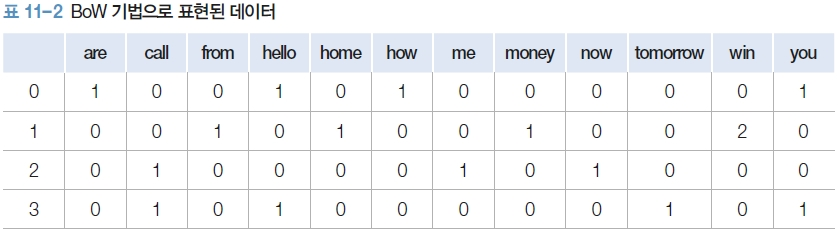 표 11-2 BoW 기법으로 표현된 데이터
are call from hello home how me money now tomorrow win you
0 1 0 0 1 0 1 0 0 0 0 0 1
1 0 0 1 0 1 0 0 1 0 0 2 0
2 0 1 0 0 0 0 1 0 1 0 0 0
3 0 1 0 1 0 0 0 0 0 1 0 1